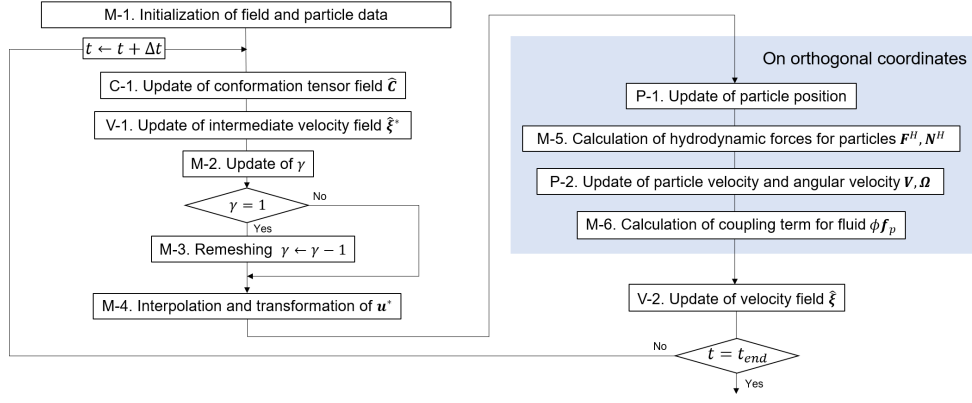 M-1. Initialization of field and particle data
t ← t + Δt
C-1. Update of conformation tensor field Ĉ
V-1. Update of intermediate velocity field ξ̂*
M-2. Update of γ
γ = 1
No
Yes
M-3. Remeshing γ ← γ − 1
M-4. Interpolation and transformation of u*
On orthogonal coordinates
P-1. Update of particle position
M-5. Calculation of hydrodynamic forces for particles F^H, N^H
P-2. Update of particle velocity and angular velocity V, Ω
M-6. Calculation of coupling term for fluid ϕf_p
V-2. Update of velocity field ξ̂
No
t = t_end
Yes